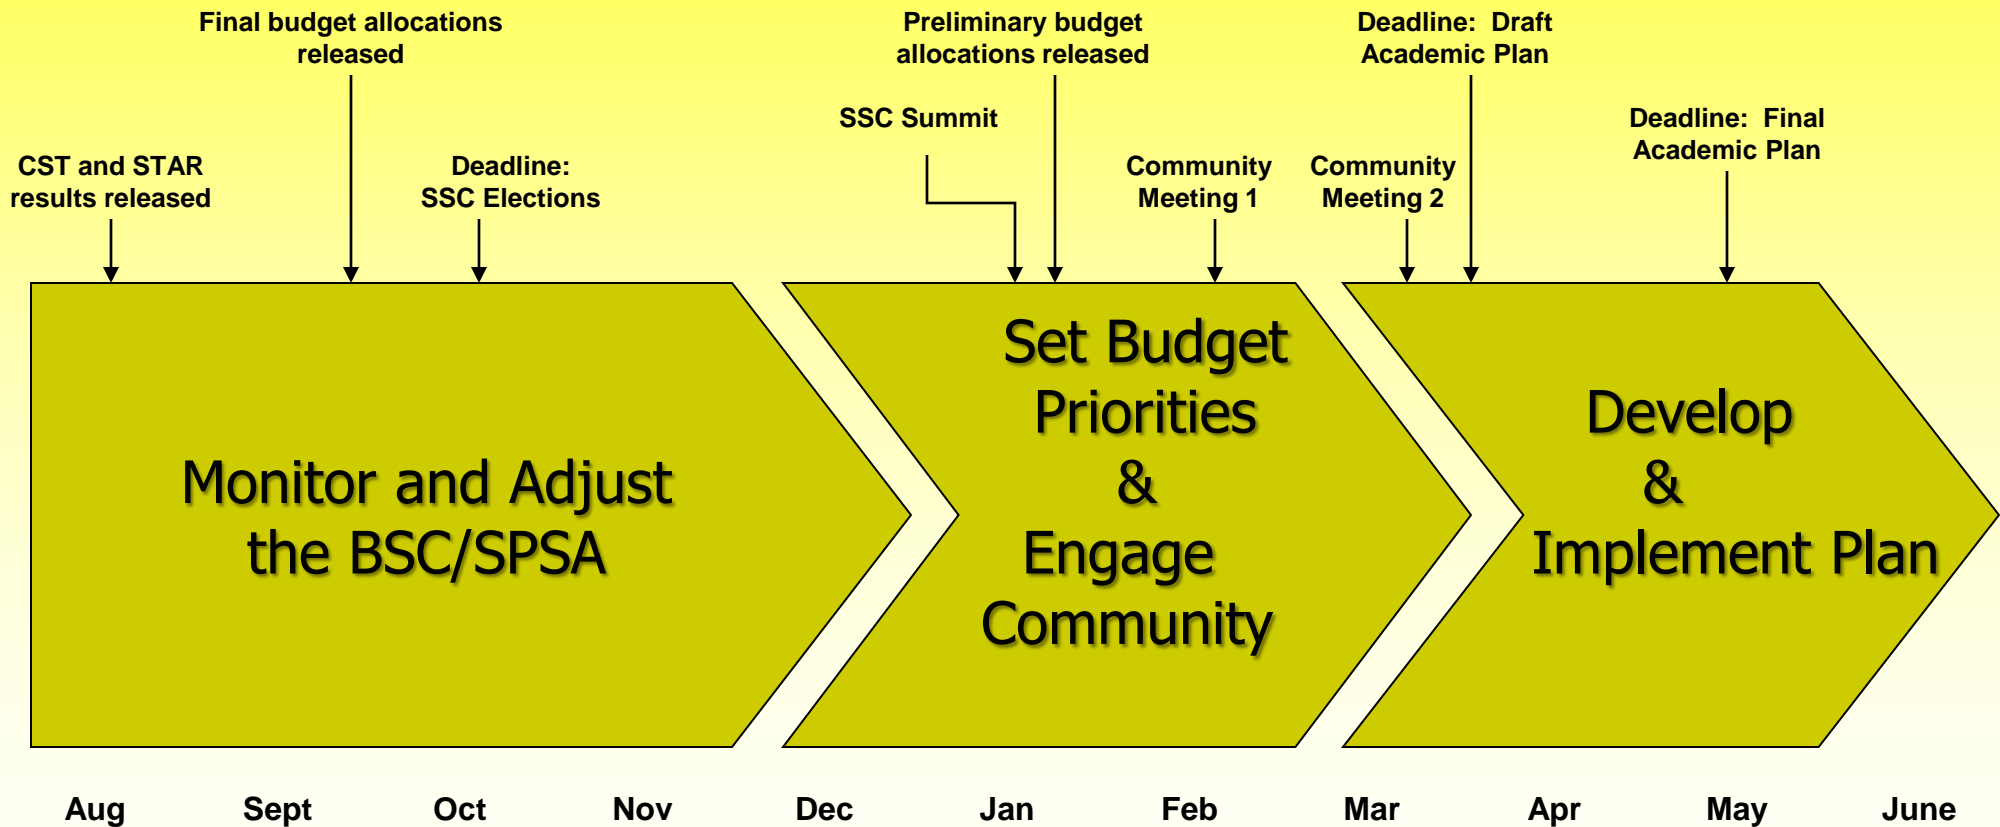 Final budget allocations
released
Preliminary budget
allocations released
Deadline:  Draft
Academic Plan
SSC Summit
Deadline:  Final
Academic Plan
CST and STAR
results released
Deadline:
SSC Elections
Community
Meeting 1
Community
Meeting 2
Monitor and Adjust
the BSC/SPSA
Set Budget
Priorities
&
Engage
Community
Develop
&
Implement Plan
Aug Sept Oct Nov Dec Jan Feb Mar Apr May June